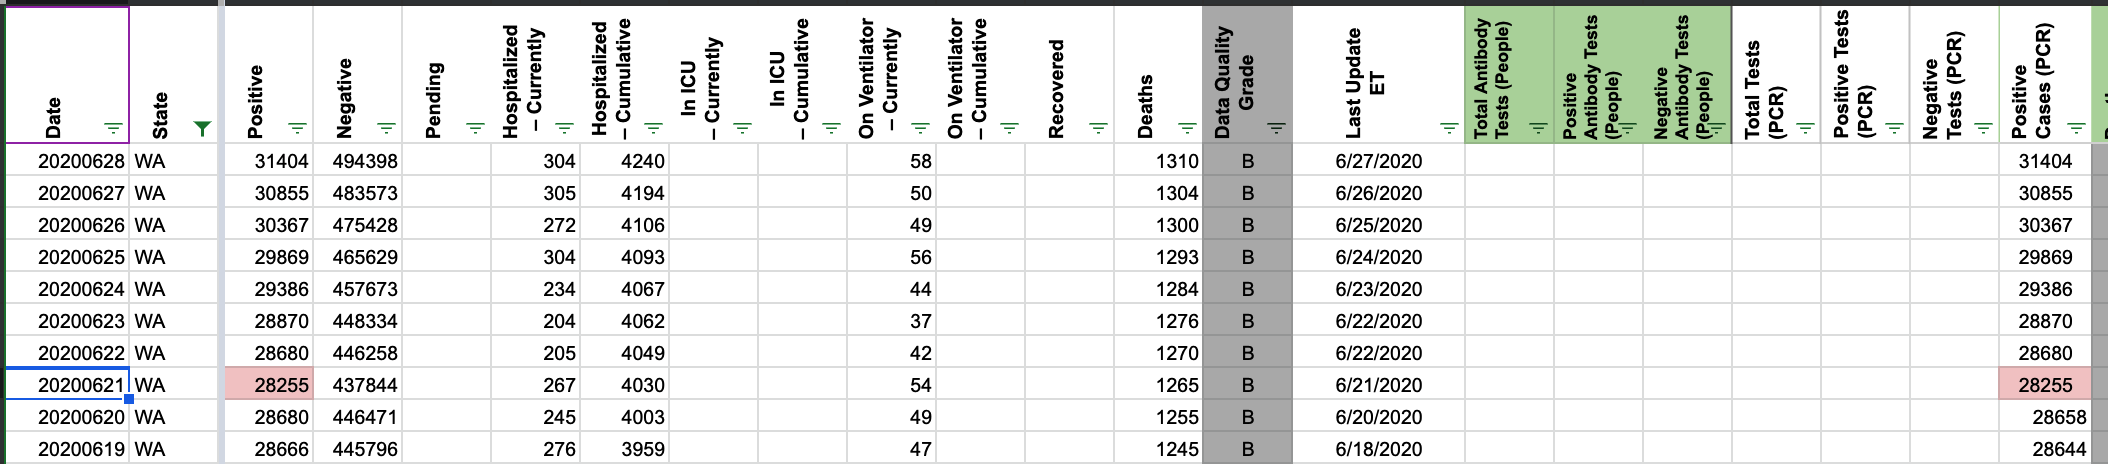 Date State Positive Negative Pending Hospitalized – Currently Hospitalized – Cumulative In ICU – Currently In ICU – Cumulative On Ventilator – Currently On Ventilator – Cumulative Recovered Deaths Data Quality Grade Last Update ET Total Antibody Tests (People) Positive Antibody Tests (People) Negative Antibody Tests (People) Total Tests (PCR) Positive Tests (PCR) Negative Tests (PCR) Positive Cases (PCR)
20200628 WA 31404 494398 304 4240 58 1310 B 6/27/2020 31404
20200627 WA 30855 483573 305 4194 50 1304 B 6/26/2020 30855
20200626 WA 30367 475428 272 4106 49 1300 B 6/25/2020 30367
20200625 WA 29869 465629 304 4093 56 1293 B 6/24/2020 29869
20200624 WA 29386 457673 234 4067 44 1284 B 6/23/2020 29386
20200623 WA 28870 448334 204 4062 37 1276 B 6/22/2020 28870
20200622 WA 28680 446258 205 4049 42 1270 B 6/22/2020 28680
20200621 WA 28255 437844 267 4030 54 1265 B 6/21/2020 28255
20200620 WA 28680 446471 245 4003 49 1255 B 6/20/2020 28658
20200619 WA 28666 445796 276 3959 47 1245 B 6/18/2020 28644